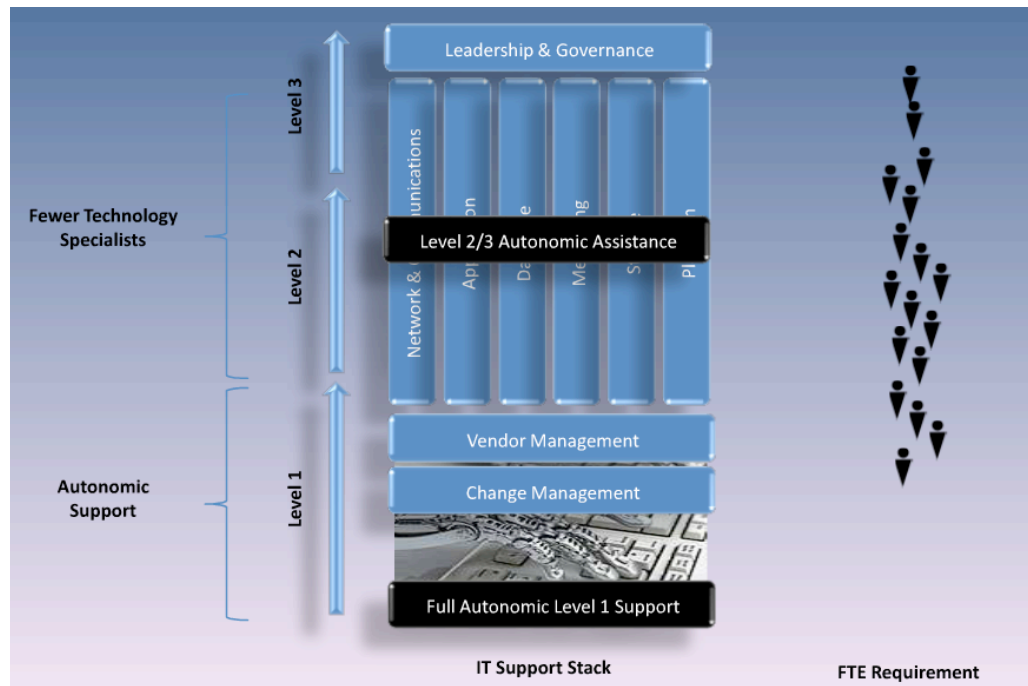 Leadership & Governance
Level 3
Fewer Technology
Specialists
Level 2
Level 2/3 Autonomic Assistance
Network &
Vendor Management
Change Management
Autonomic
Support
Level 1
Full Autonomic Level 1 Support
IT Support Stack
FTE Requirement